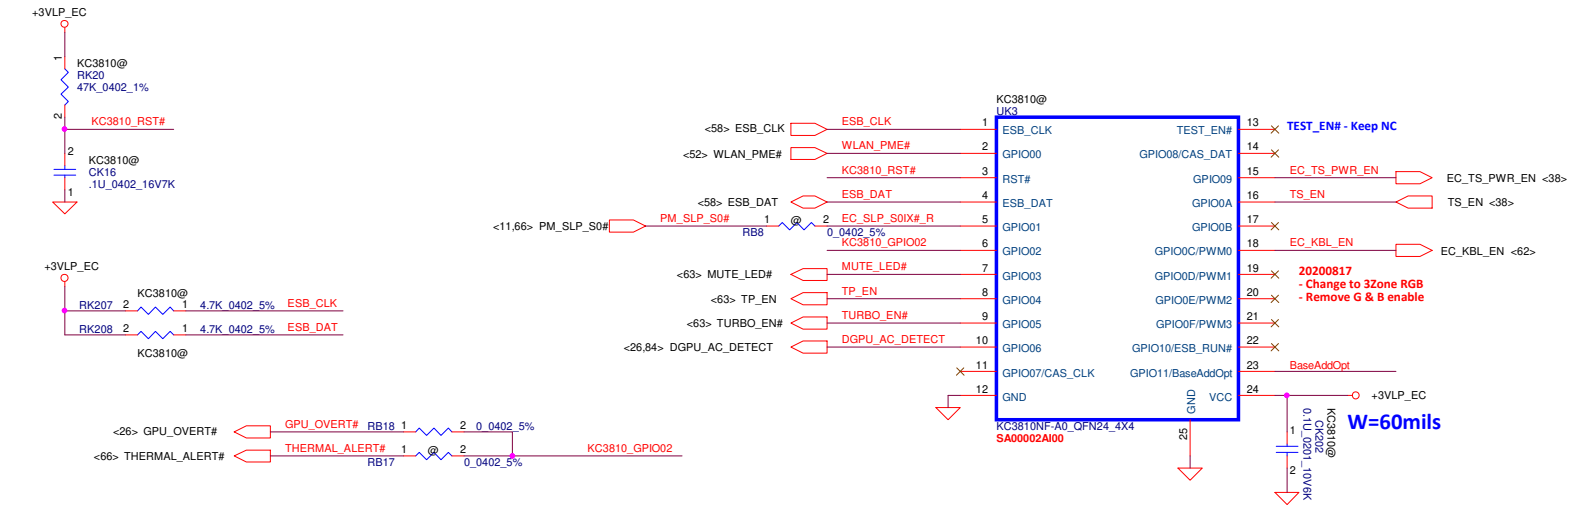 +3VLP_EC
1
KC3810@
RK20
47K_0402_1%
2
KC3810_RST#
2
KC3810@
CK16
.1U_0402_16V7K
1
+3VLP_EC
KC3810@
RK207 2 1 4.7K_0402_5% ESB_CLK
RK208 2 1 4.7K_0402_5% ESB_DAT
KC3810@
<26> GPU_OVERT# GPU_OVERT# RB18 1 2 0_0402_5%
<66> THERMAL_ALERT# THERMAL_ALERT# 1 @ 2 KC3810_GPIO02
RB17 0_0402_5%
KC3810@
UK3
<58> ESB_CLK ESB_CLK 1 ESB_CLK
<52> WLAN_PME# WLAN_PME# 2 GPIO00
KC3810_RST# 3 RST#
<58> ESB_DAT ESB_DAT 4 ESB_DAT
<11,66> PM_SLP_S0# PM_SLP_S0# 1 @ 2 EC_SLP_S0IX#_R 5 GPIO01
RB8 0_0402_5%
KC3810_GPIO02 6 GPIO02
<63> MUTE_LED# MUTE_LED# 7 GPIO03
<63> TP_EN TP_EN 8 GPIO04
<63> TURBO_EN# TURBO_EN# 9 GPIO05
<26,84> DGPU_AC_DETECT DGPU_AC_DETECT 10 GPIO06
11 GPIO07/CAS_CLK
12 GND
TEST_EN# 13 TEST_EN# - Keep NC
GPIO08/CAS_DAT 14
GPIO09 15 EC_TS_PWR_EN EC_TS_PWR_EN <38>
GPIO0A 16 TS_EN TS_EN <38>
GPIO0B 17
GPIO0C/PWM0 18 EC_KBL_EN EC_KBL_EN <62>
GPIO0D/PWM1 19
GPIO0E/PWM2 20
GPIO0F/PWM3 21
GPIO10/ESB_RUN# 22
GPIO11/BaseAddOpt 23 BaseAddOpt
VCC 24 +3VLP_EC
20200817
- Change to 3Zone RGB
- Remove G & B enable
GND
25
KC3810NF-A0_QFN24_4X4
SA00002AI00
W=60mils
KC3810@
CK202
0.1U_0201_10V6K
1
2